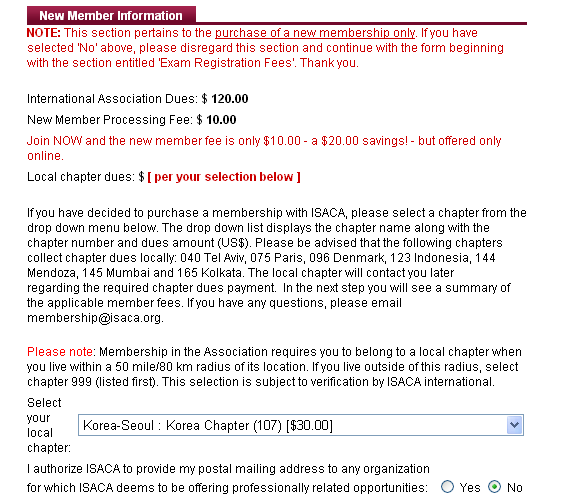 New Member Information
NOTE: This section pertains to the purchase of a new membership only. If you have
selected 'No' above, please disregard this section and continue with the form beginning
with the section entitled 'Exam Registration Fees'. Thank you.
International Association Dues: $ 120.00
New Member Processing Fee: $ 10.00
Join NOW and the new member fee is only $10.00 - a $20.00 savings! - but offered only
online.
Local chapter dues: $ [ per your selection below ]
If you have decided to purchase a membership with ISACA, please select a chapter from the
drop down menu below. The drop down list displays the chapter name along with the
chapter number and dues amount (US$). Please be advised that the following chapters
collect chapter dues locally: 040 Tel Aviv, 075 Paris, 096 Denmark, 123 Indonesia, 144
Mendoza, 145 Mumbai and 165 Kolkata. The local chapter will contact you later
regarding the required chapter dues payment. In the next step you will see a summary of
the applicable member fees. If you have any questions, please email
membership@isaca.org.
Please note: Membership in the Association requires you to belong to a local chapter when
you live within a 50 mile/80 km radius of its location. If you live outside of this radius, select
chapter 999 (listed first). This selection is subject to verification by ISACA international.
Select
your
local
chapter:
Korea-Seoul : Korea Chapter (107) [$30.00]
I authorize ISACA to provide my postal mailing address to any organization
for which ISACA deems to be offering professionally related opportunities: Yes No